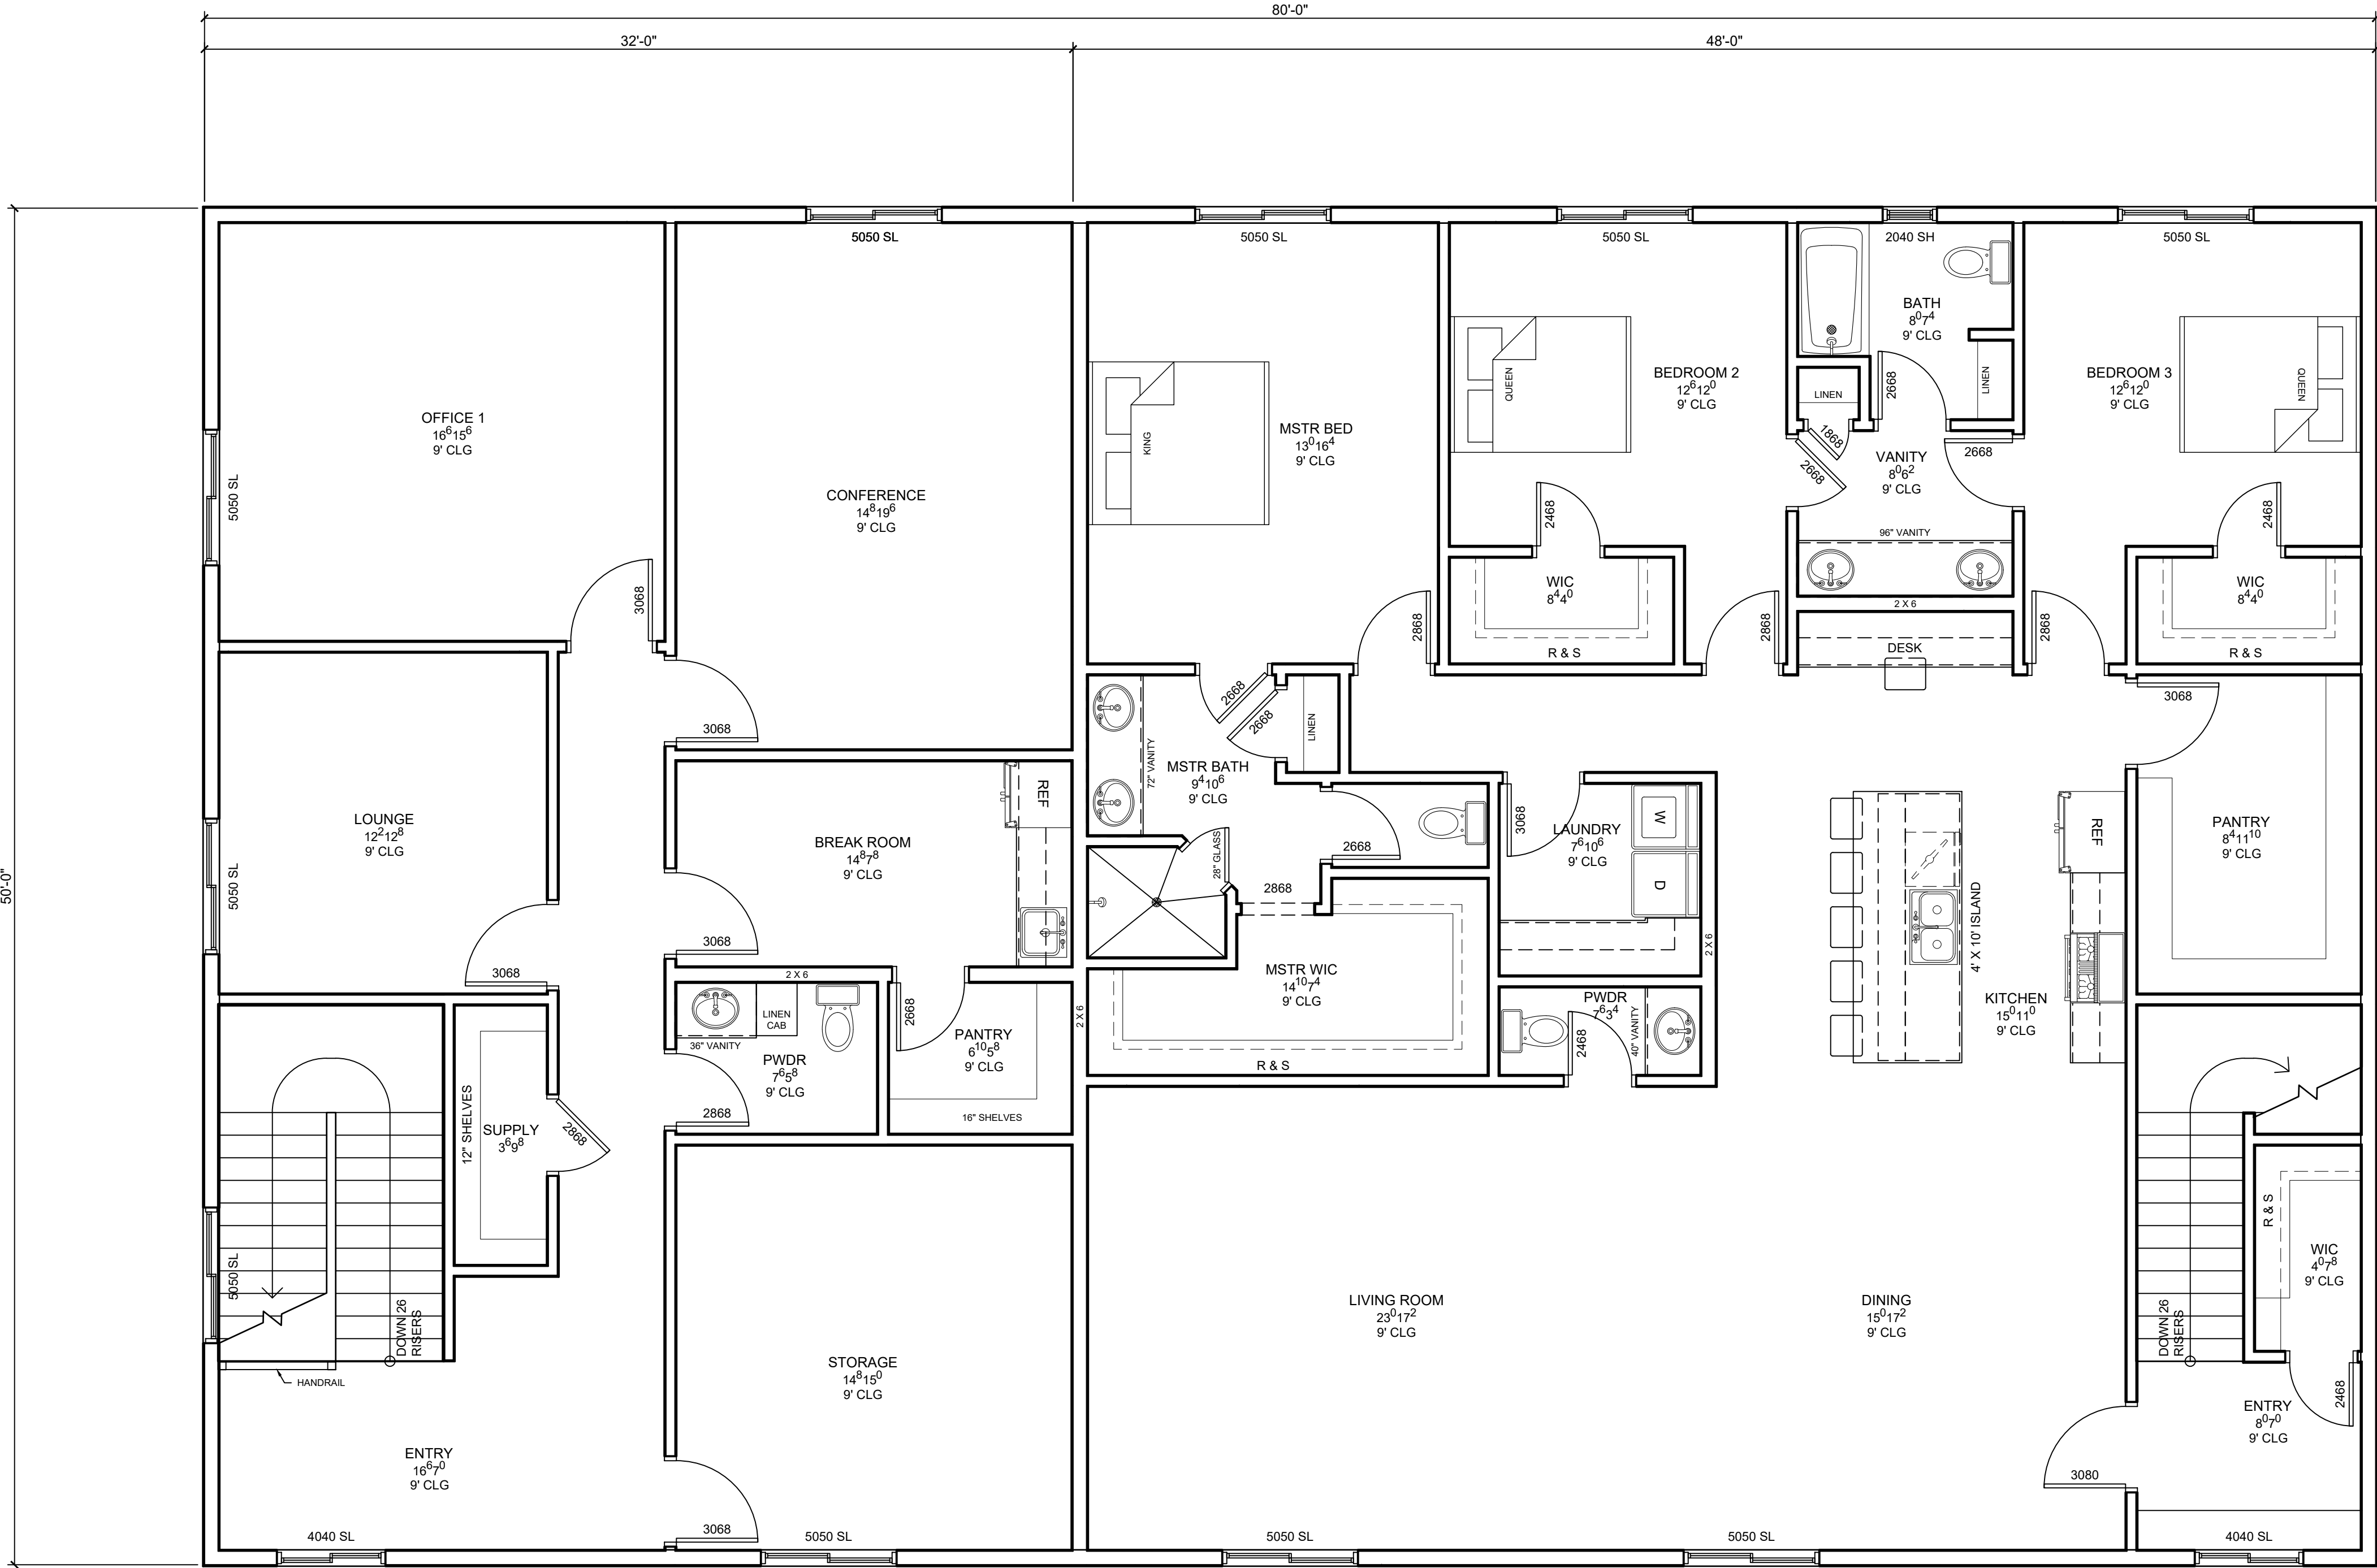 80'-0"
32'-0"
48'-0"
50'-0"
5050 SL
5050 SL
5050 SL
2040 SH
5050 SL
OFFICE 1
16⁶15⁶
9' CLG
5050 SL
3068
CONFERENCE
14⁸19⁶
9' CLG
3068
KING
MSTR BED
13⁰16⁴
9' CLG
2868
QUEEN
BEDROOM 2
12⁶12⁰
9' CLG
2468
WIC
8⁴4⁰
R & S
2868
BATH
8⁰7⁴
9' CLG
LINEN
2668
LINEN
1868
2668
VANITY
8⁰6²
9' CLG
2668
96" VANITY
2 X 6
DESK
BEDROOM 3
12⁶12⁰
9' CLG
QUEEN
2468
WIC
8⁴4⁰
R & S
2868
LOUNGE
12²12⁸
9' CLG
5050 SL
3068
BREAK ROOM
14⁸7⁸
9' CLG
REF
3068
2 X 6
2668
2668
LINEN
72" VANITY
MSTR BATH
9⁴10⁶
9' CLG
28" GLASS
2668
2868
MSTR WIC
14¹⁰7⁴
9' CLG
R & S
2 X 6
3068
LAUNDRY
7⁶10⁶
9' CLG
W
D
2 X 6
PWDR
7⁶3⁴
2468
40" VANITY
4' X 10' ISLAND
REF
KITCHEN
15⁰11⁰
9' CLG
3068
PANTRY
8⁴11¹⁰
9' CLG
36" VANITY
LINEN
CAB
PWDR
7⁶5⁸
9' CLG
2868
2668
PANTRY
6¹⁰5⁸
9' CLG
16" SHELVES
12" SHELVES
SUPPLY
3⁶9⁸
2868
5050 SL
DOWN 26
RISERS
HANDRAIL
ENTRY
16⁶7⁰
9' CLG
4040 SL
STORAGE
14⁸15⁰
9' CLG
3068
5050 SL
LIVING ROOM
23⁰17²
9' CLG
5050 SL
DINING
15⁰17²
9' CLG
5050 SL
DOWN 26
RISERS
R & S
WIC
4⁰7⁸
9' CLG
2468
ENTRY
8⁰7⁰
9' CLG
3080
4040 SL